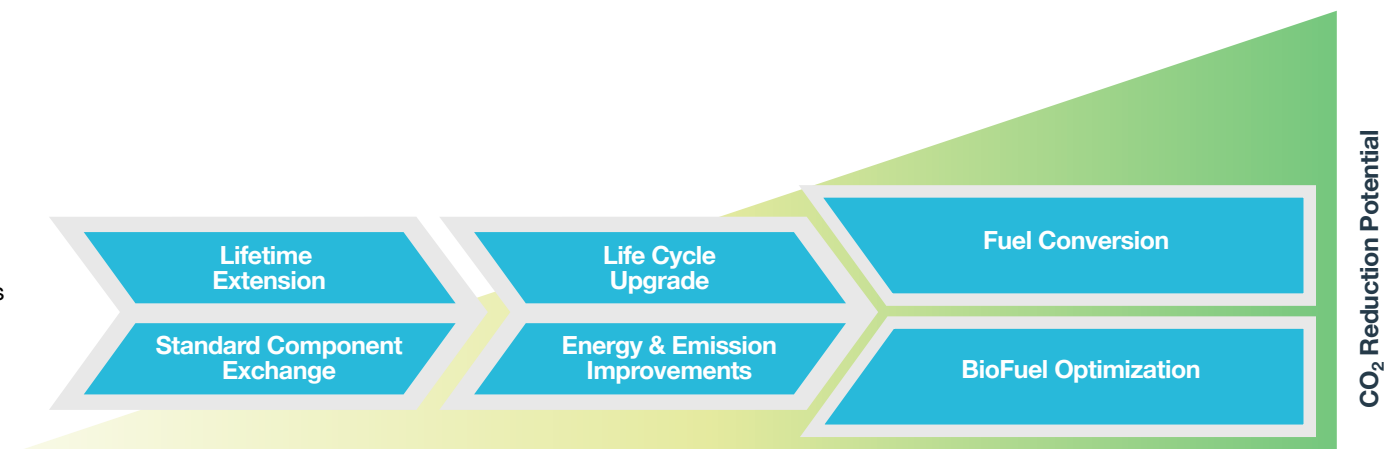 Lifetime
Extension
Life Cycle
Upgrade
Fuel Conversion
s
Standard Component
Exchange
Energy & Emission
Improvements
BioFuel Optimization
CO₂ Reduction Potential